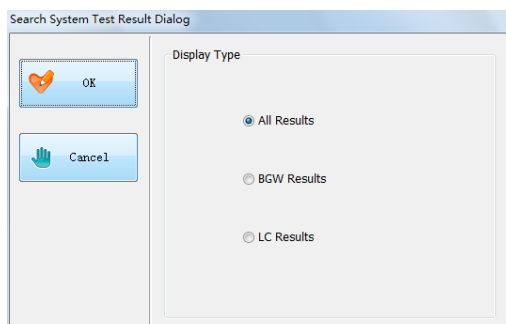 Search System Test Result Dialog
OK
Cancel
Display Type
All Results
BGW Results
LC Results